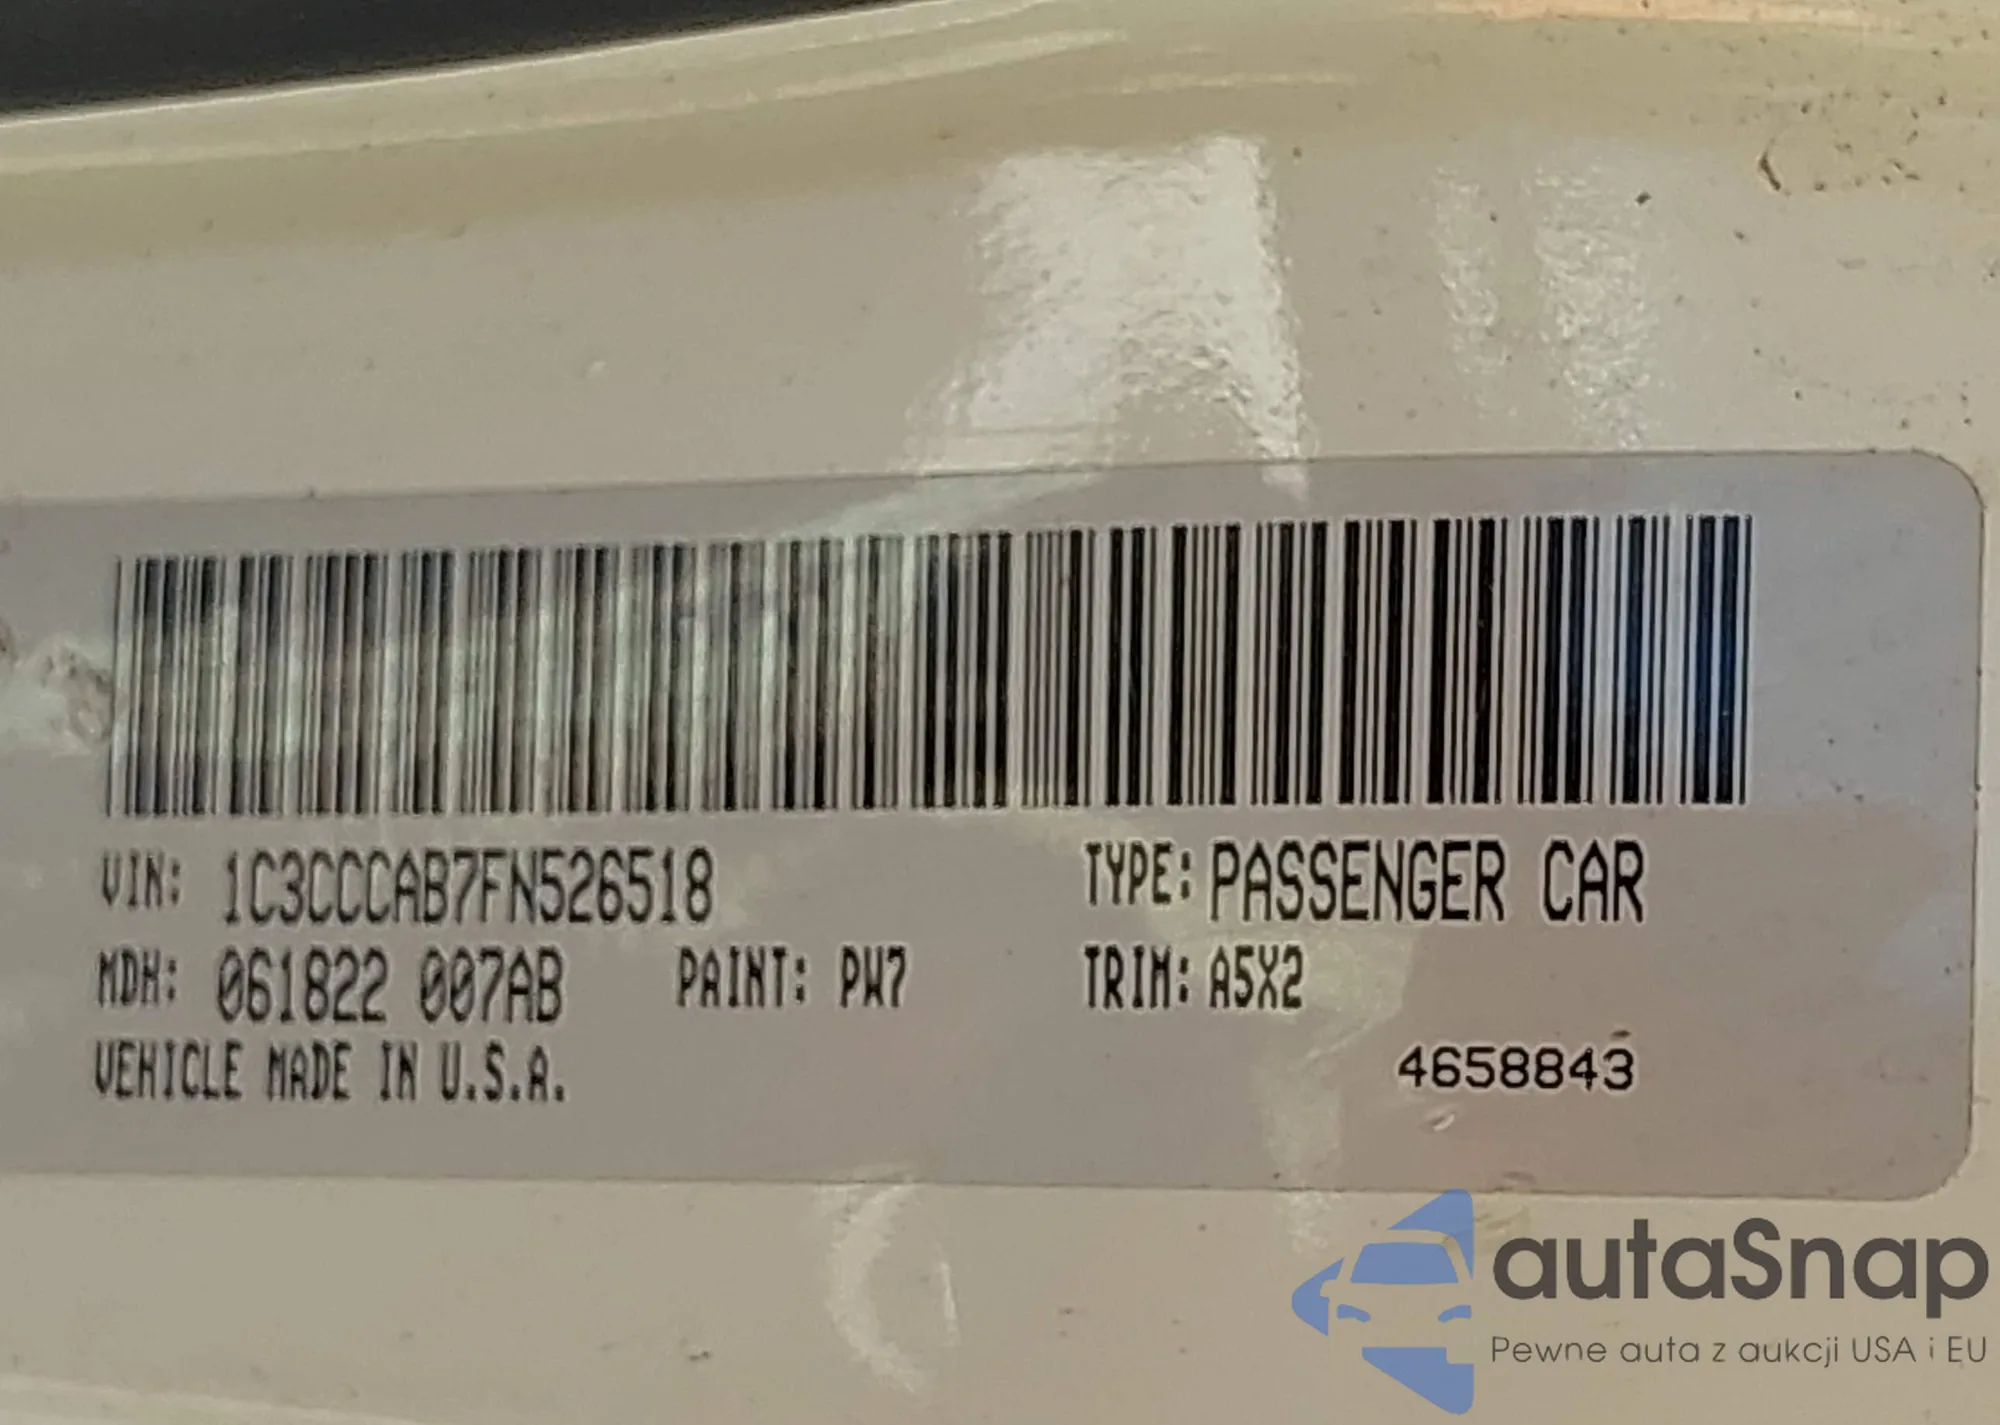 VIN: 1C3CCCAB7FN526518 TYPE: PASSENGER CAR
MDH: 061822 007AB PAINT: PW7 TRIM: A5X2
VEHICLE MADE IN U.S.A. 4658843
autaSnap
Pewne auta z aukcji USA i EU